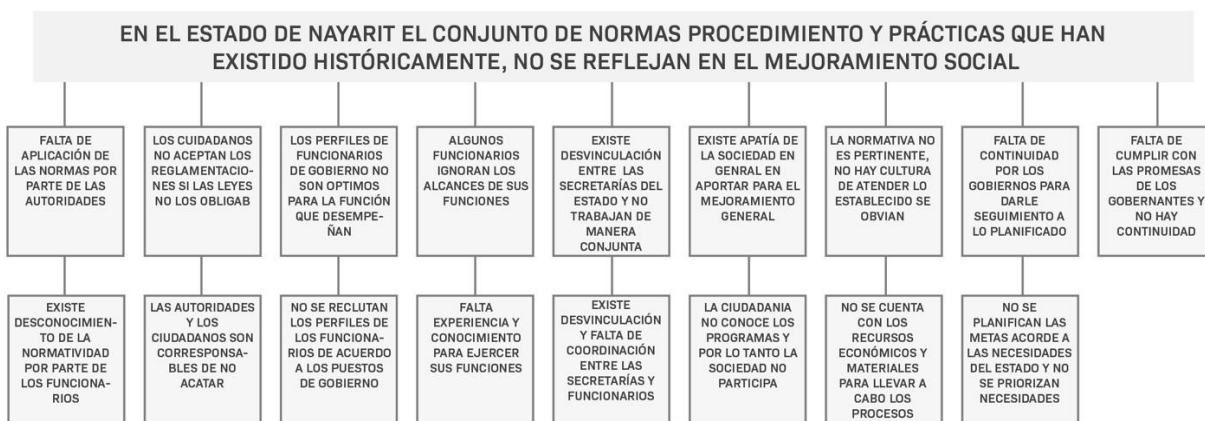 EN EL ESTADO DE NAYARIT EL CONJUNTO DE NORMAS PROCEDIMIENTO Y PRÁCTICAS QUE HAN
EXISTIDO HISTÓRICAMENTE, NO SE REFLEJAN EN EL MEJORAMIENTO SOCIAL
FALTA DE
APLICACIÓN DE
LAS NORMAS POR
PARTE DE LAS
AUTORIDADES
LOS CUIDADANOS
NO ACEPTAN LOS
REGLAMENTACIO-
NES SI LAS LEYES
NO LOS OBLIGAB
LOS PERFILES DE
FUNCIONARIOS
DE GOBIERNO NO
SON OPTIMOS
PARA LA FUNCIÓN
QUE DESEMPE-
ÑAN
ALGUNOS
FUNCIONARIOS
IGNORAN LOS
ALCANCES DE SUS
FUNCIONES
EXISTE
DESVINCULACIÓN
ENTRE LAS
SECRETARÍAS DEL
ESTADO Y NO
TRABAJAN DE
MANERA
CONJUNTA
EXISTE APATÍA DE
LA SOCIEDAD EN
GENRAL EN
APORTAR PARA EL
MEJORAMIENTO
GENERAL
LA NORMATIVA NO
ES PERTINENTE,
NO HAY CULTURA
DE ATENDER LO
ESTABLECIDO SE
OBVIAN
FALTA DE
CONTINUIDAD
POR LOS
GOBIERNOS PARA
DARLE
SEGUIMIENTO A
LO PLANIFICADO
FALTA DE
CUMPLIR CON
LAS PROMESAS
DE LOS
GOBERNANTES Y
NO HAY
CONTINUIDAD
EXISTE
DESCONOCIMIEN-
TO DE LA
NORMATIVIDAD
POR PARTE DE
LOS FUNCIONA-
RIOS
LAS AUTORIDADES
Y LOS
CIUDADANOS SON
CORRESPONSA-
BLES DE NO
ACATAR
NO SE RECLUTAN
LOS PERFILES DE
LOS FUNCIONA-
RIOS DE ACUERDO
A LOS PUESTOS
DE GOBIERNO
FALTA
EXPERIENCIA Y
CONOCIMIENTO
PARA EJERCER
SUS FUNCIONES
EXISTE
DESVINCULACIÓN
Y FALTA DE
COORDINACIÓN
ENTRE LAS
SECRETARÍAS Y
FUNCIONARIOS
LA CIUDADANIA
NO CONOCE LOS
PROGRAMAS Y
POR LO TANTO LA
SOCIEDAD NO
PARTICIPA
NO SE CUENTA
CON LOS
RECURSOS
ECONÓMICOS Y
MATERIALES
PARA LLEVAR A
CABO LOS
PROCESOS
NO SE
PLANIFICAN LAS
METAS ACORDE A
LAS NECESIDADES
DEL ESTADO Y NO
SE PRIORIZAN
NECESIDADES